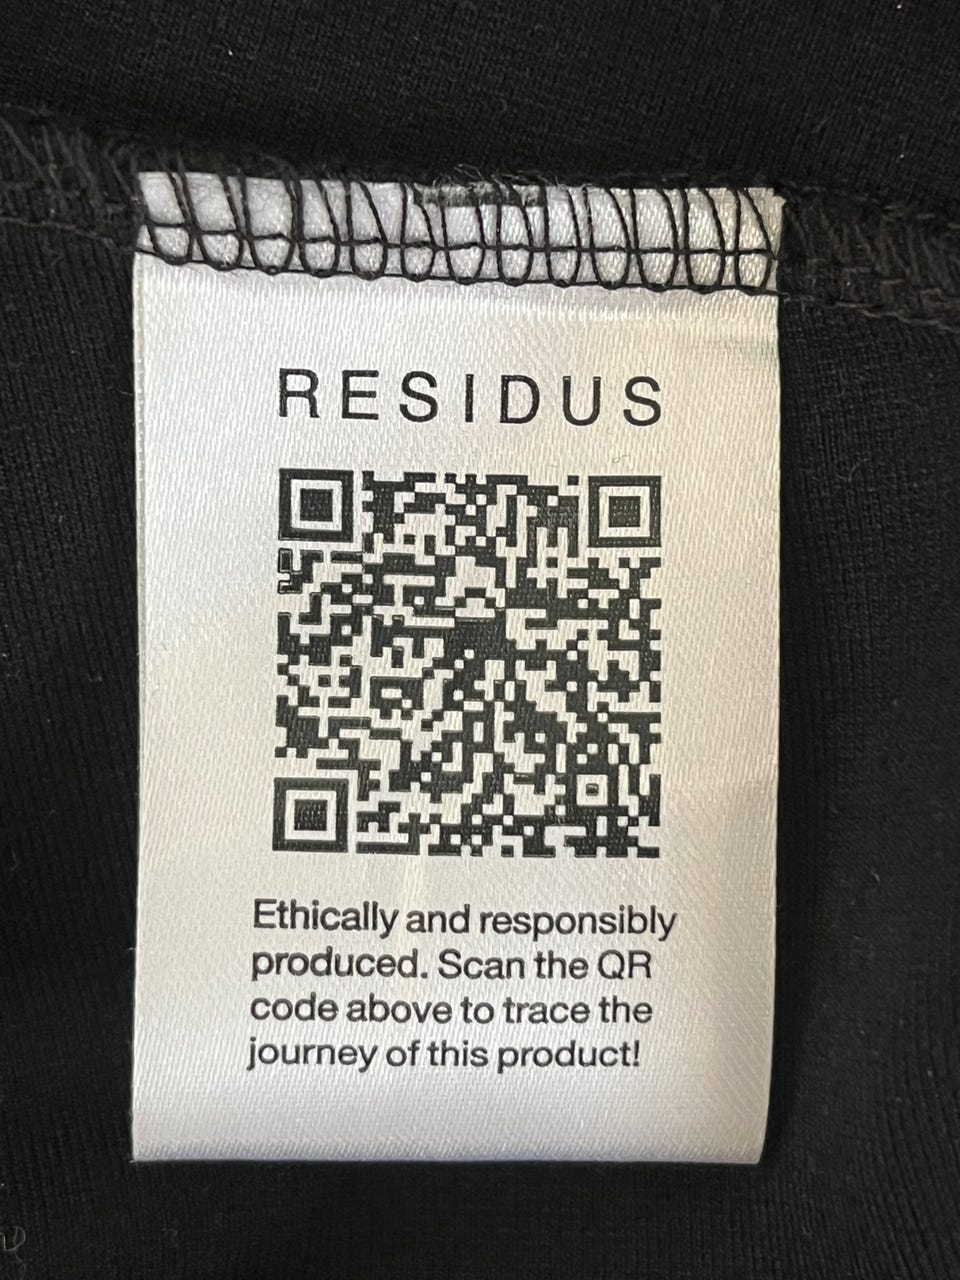 RESIDUS
Ethically and responsibly
produced. Scan the QR
code above to trace the
journey of this product!